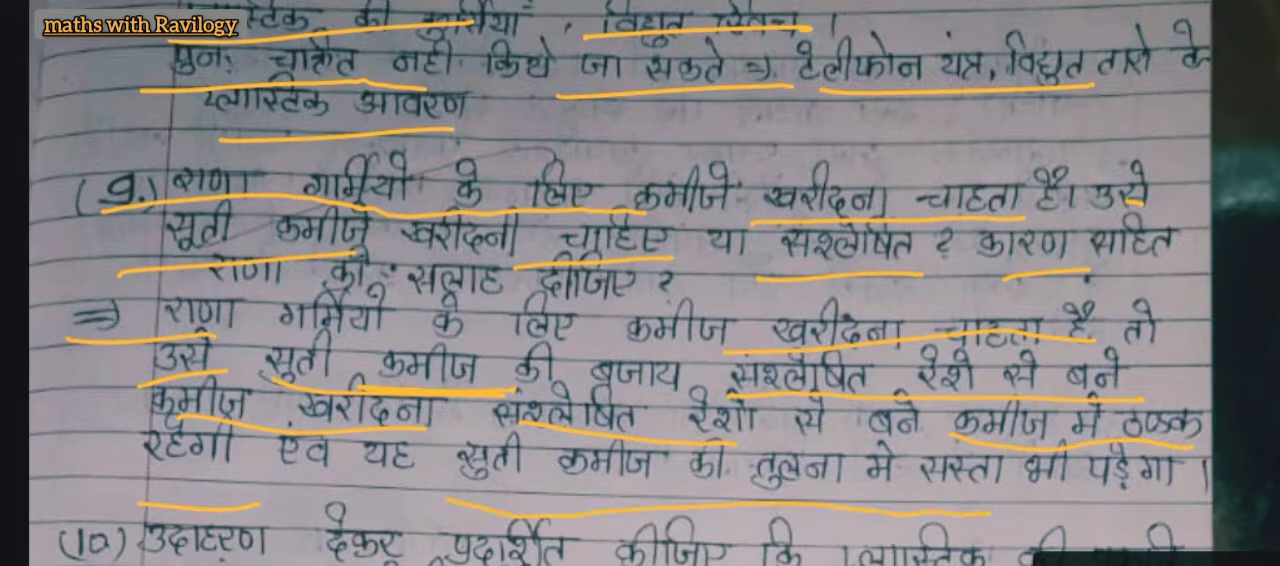 maths with Ravilogy
की कुर्सियां, विद्युत
पुनः चक्रित नहीं किये जा सकते ⇒ टेलीफोन यंत्र, विद्युत तारो के
प्लास्टिक आवरण
(9.) राणा गर्मियो के लिए कमीजे खरीदना चाहता है। उसे
सूती कमीजे खरीदनी चाहिए या संश्लेषित ? कारण सहित
राणा को सलाह दीजिए ?
⇒ राणा गर्मियो के लिए कमीज खरीदना चाहता है तो
उसे सुती कमीज की बजाय संश्लेषित रेशे से बने
कमीज खरीदना संश्लेषित रेशो से बने कमीज में ठण्डक
रहेगी एंव यह सुती कमीज की तुलना मे सस्ता भी पड़ेगा।
(10) उदाहरण देकर प्रदर्शित कीजिए कि प्लास्टिक की